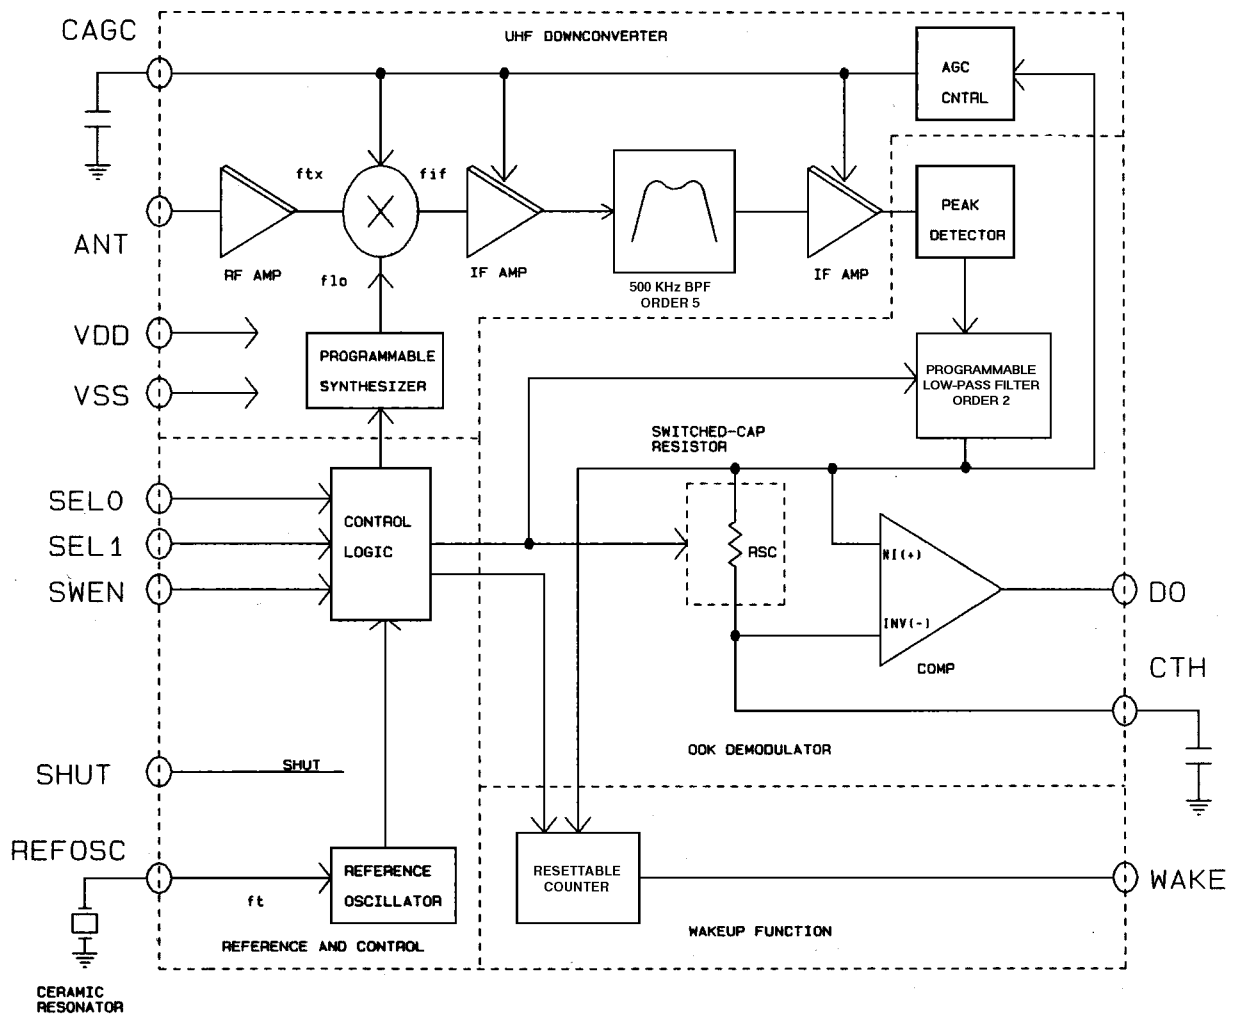 CAGC
UHF DOWNCONVERTER
AGC
CNTRL
ftx
fif
PEAK
DETECTOR
ANT
RF AMP
flo
IF AMP
500 KHz BPF
ORDER 5
IF AMP
VDD
VSS
PROGRAMMABLE
SYNTHESIZER
PROGRAMMABLE
LOW-PASS FILTER
ORDER 2
SWITCHED-CAP
RESISTOR
SEL0
SEL1
SWEN
CONTROL
LOGIC
RSC
NI(+)
INV(-)
COMP
DO
CTH
OOK DEMODULATOR
SHUT
SHUT
REFOSC
ft
REFERENCE
OSCILLATOR
RESETTABLE
COUNTER
WAKE
REFERENCE AND CONTROL
WAKEUP FUNCTION
CERAMIC
RESONATOR